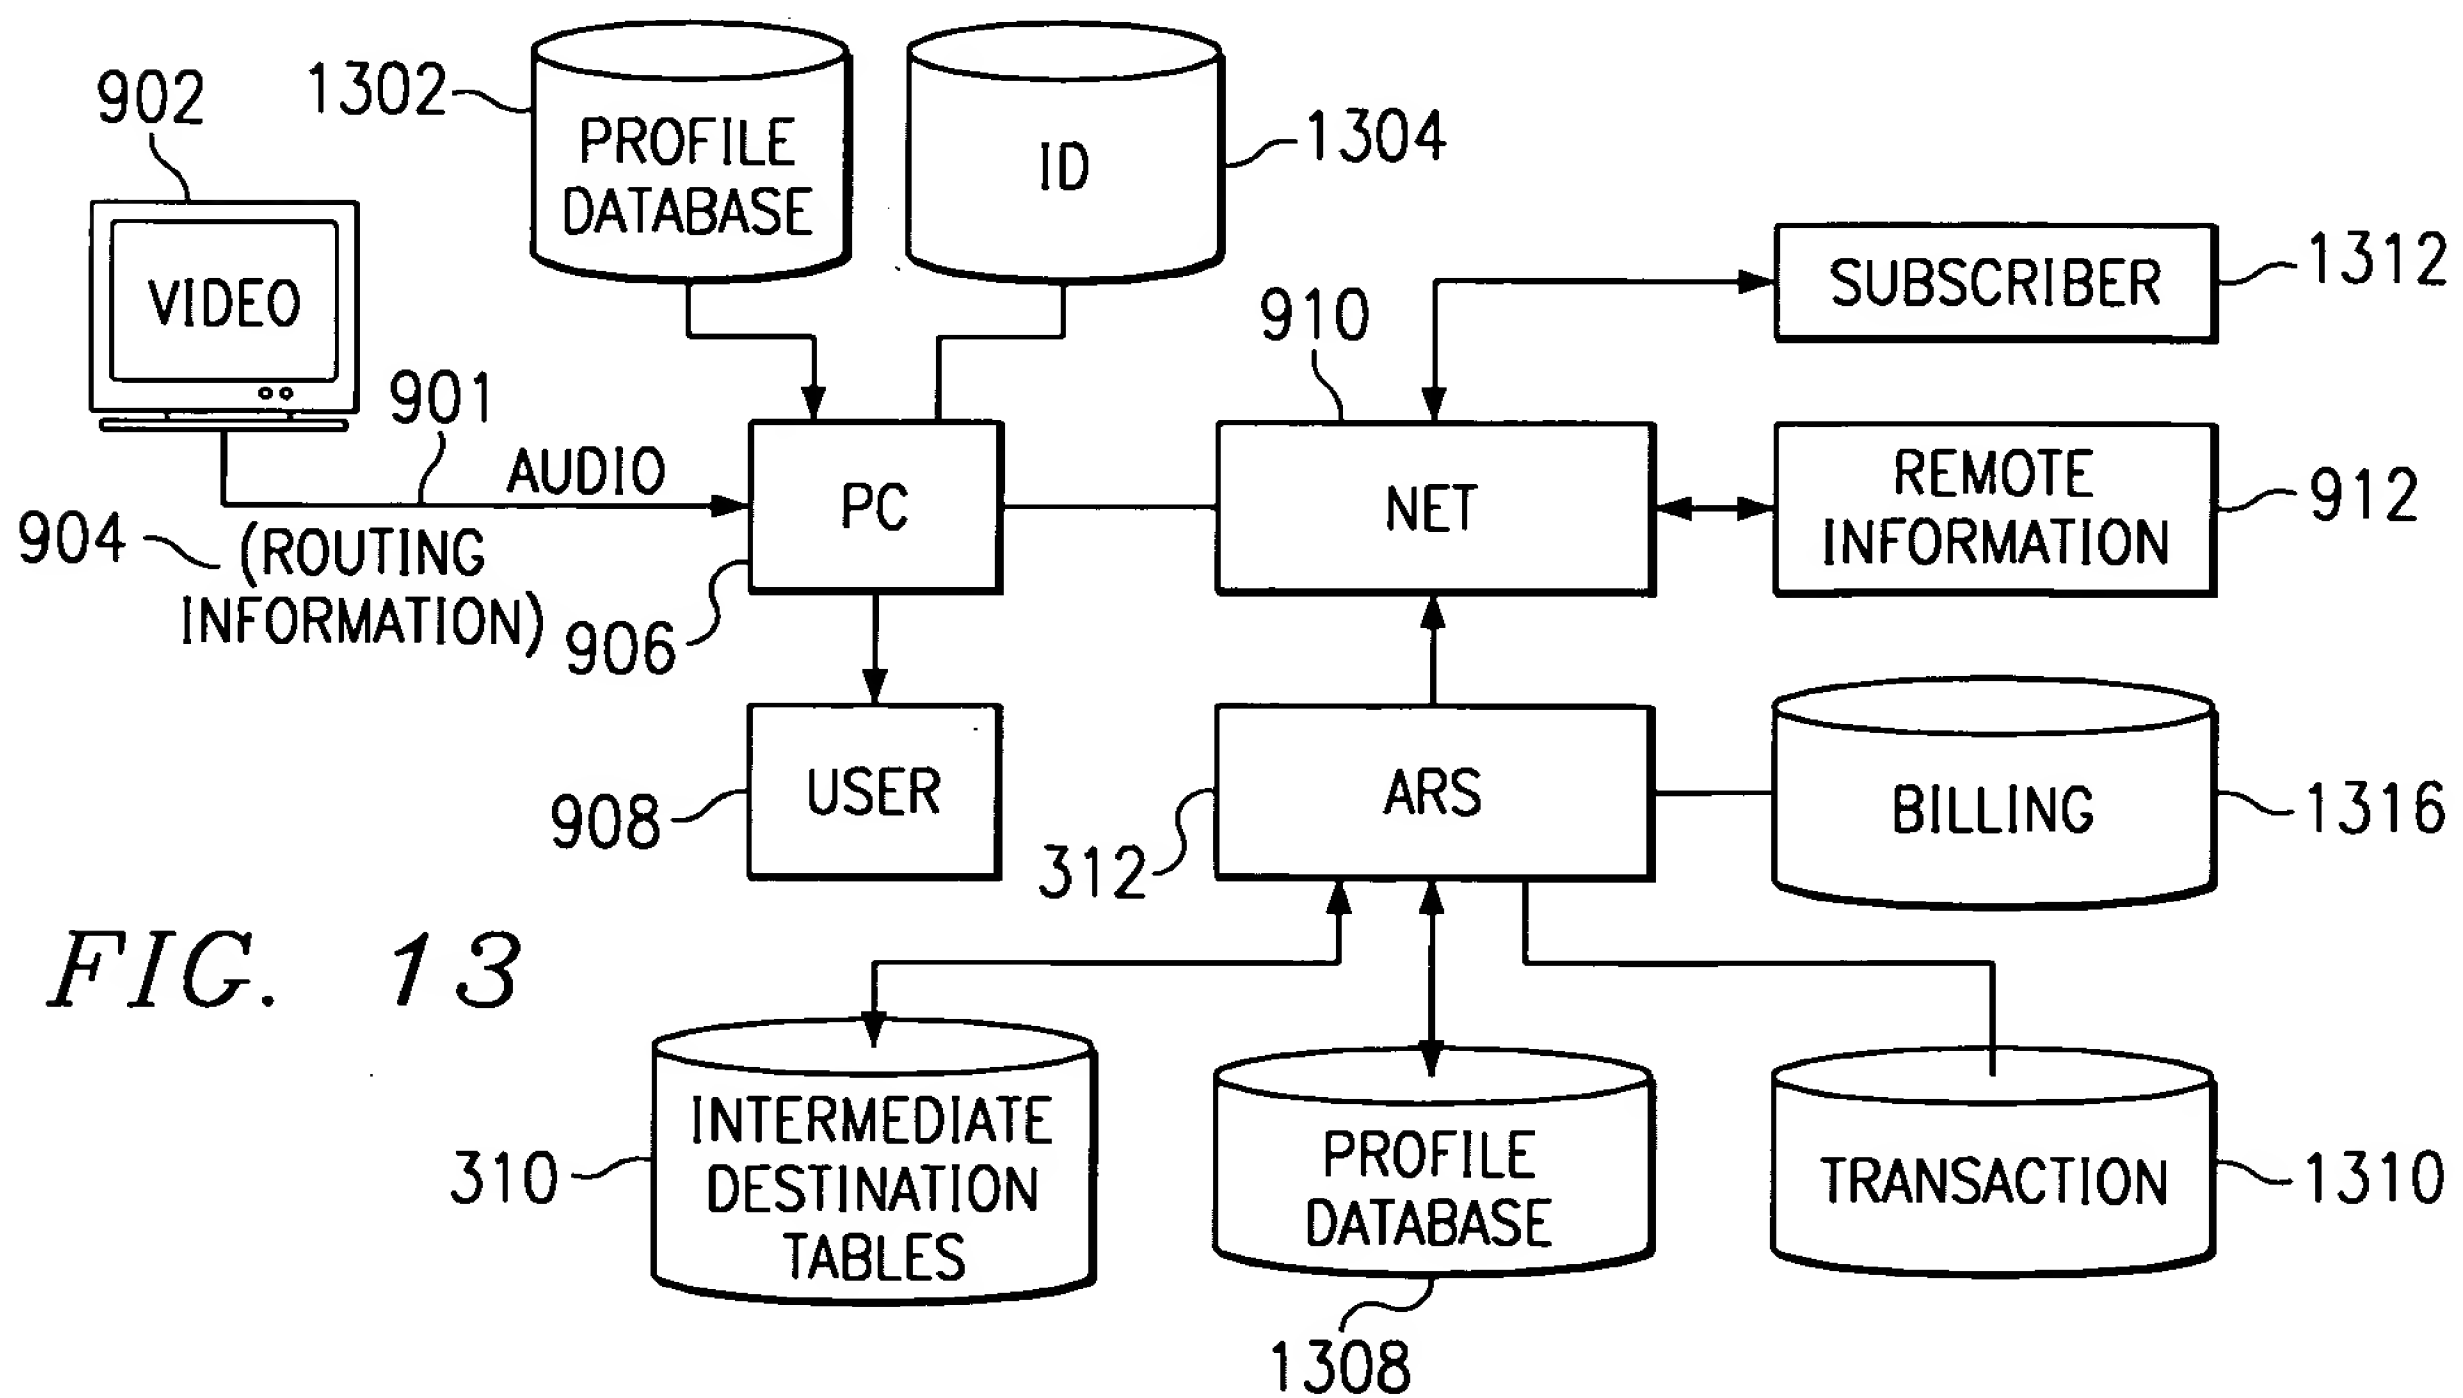 902
1302
PROFILE
DATABASE
ID
1304
VIDEO
SUBSCRIBER
1312
910
901
AUDIO
904
(ROUTING
INFORMATION)
PC
906
NET
REMOTE
INFORMATION
912
USER
908
ARS
312
BILLING
1316
FIG. 13
INTERMEDIATE
DESTINATION
TABLES
310
PROFILE
DATABASE
1308
TRANSACTION
1310